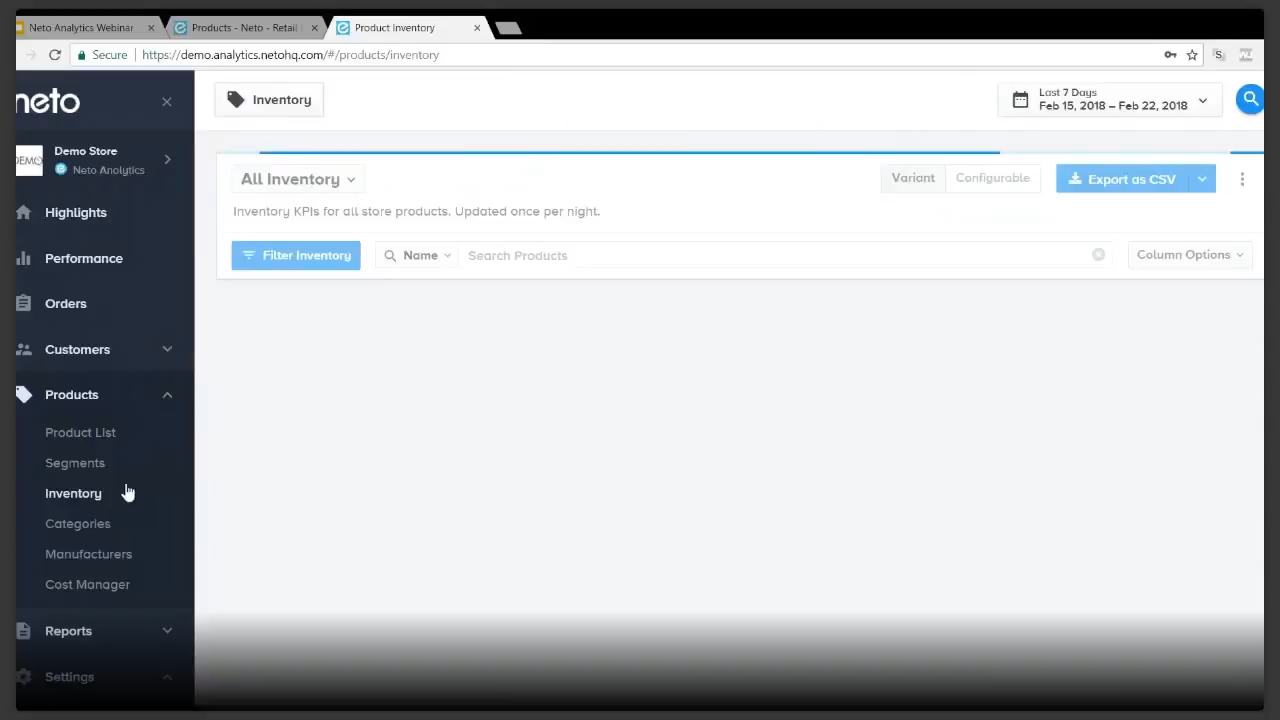 Neto Analytics Webinar
Products - Neto - Retail
Product Inventory
Secure
https://demo.analytics.netohq.com/#/products/inventory
neto
Inventory
Last 7 Days
Feb 15, 2018 – Feb 22, 2018
DEMO
Demo Store
Neto Analytics
All Inventory
Variant
Configurable
Export as CSV
Highlights
Inventory KPIs for all store products. Updated once per night.
Performance
Filter Inventory
Name
Search Products
Column Options
Orders
Customers
Products
Product List
Segments
Inventory
Categories
Manufacturers
Cost Manager
Reports
Settings